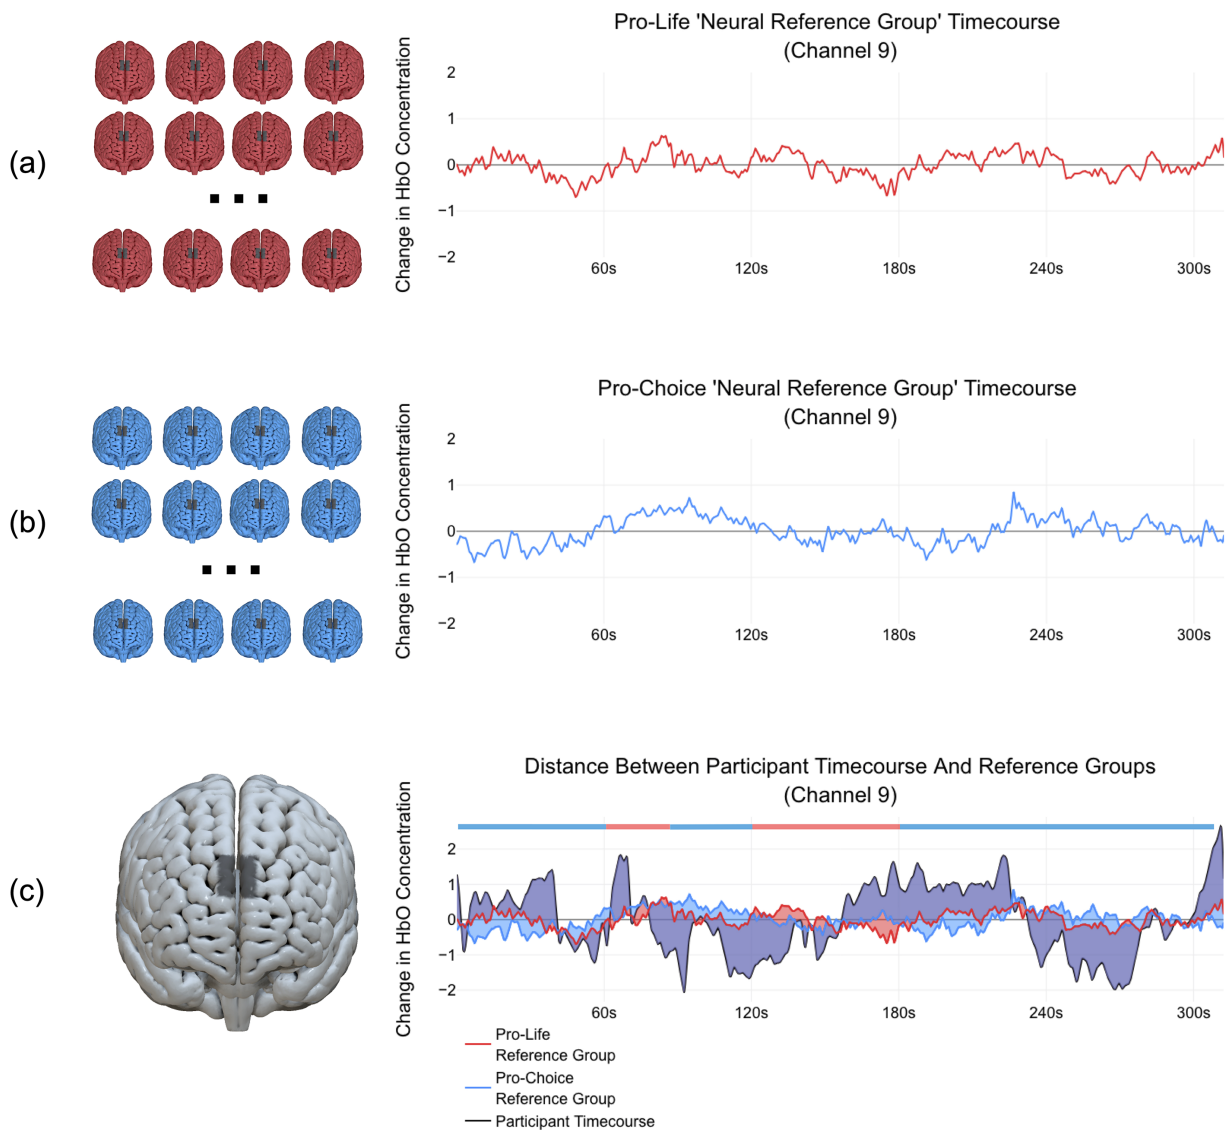 (a)
Pro-Life 'Neural Reference Group' Timecourse
(Channel 9)
Change in HbO Concentration
2
1
0
−1
−2
60s 120s 180s 240s 300s
(b)
Pro-Choice 'Neural Reference Group' Timecourse
(Channel 9)
Change in HbO Concentration
2
1
0
−1
−2
60s 120s 180s 240s 300s
(c)
Distance Between Participant Timecourse And Reference Groups
(Channel 9)
Change in HbO Concentration
2
1
0
−1
−2
60s 120s 180s 240s 300s
Pro-Life
Reference Group
Pro-Choice
Reference Group
Participant Timecourse